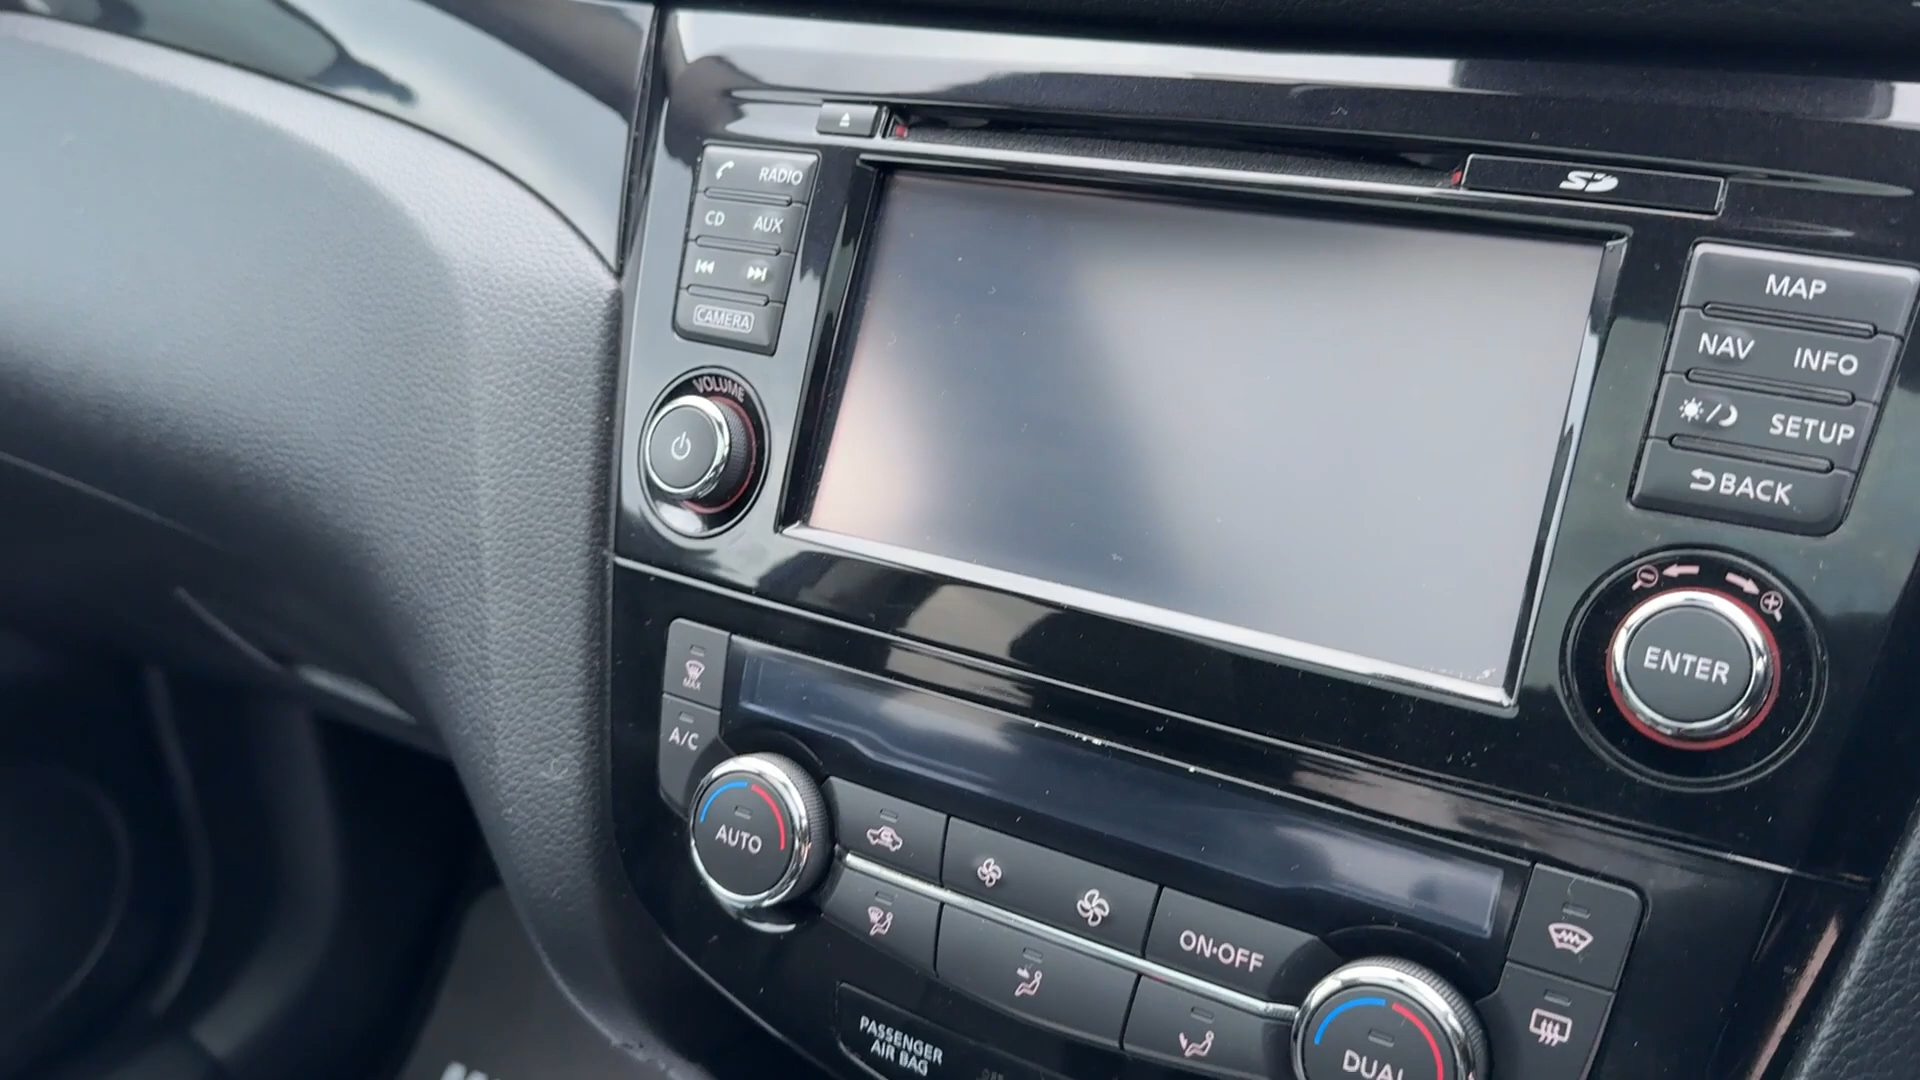 RADIO
CD AUX
CAMERA
VOLUME
SD
MAP
NAV INFO
SETUP
BACK
ENTER
MAX
A/C
AUTO
ON·OFF
DUAL
PASSENGER
AIR BAG